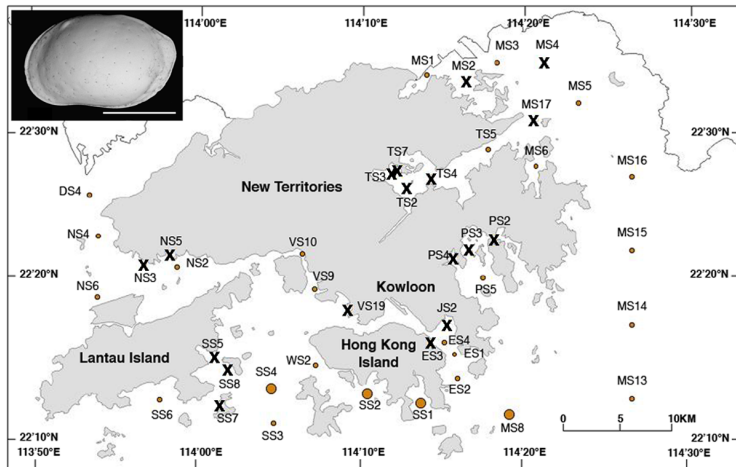 114'00"E
114'10"E
114'20"E
114'30"E
MS3
MS4
MS1
MS2
MS5
MS17
22'30"N
22'30"N
TS5
TS7
MS6
MS16
TS3
TS4
New Territories
DS4
TS2
PS2
NS4
NS5
PS3
MS15
VS10
PS4
NS2
NS3
22'20"N
22'20"N
VS9
Kowloon
PS5
NS6
VS19
JS2
MS14
SS5
Hong Kong
Island
ES4
Lantau Island
ES3
ES1
WS2
SS4
SS8
ES2
SS6
SS7
SS2
SS1
MS13
0 5 10KM
SS3
MS8
22'10"N
22'10"N
113'50"E
114'00"E
114'10"E
114'20"E
114'30"E